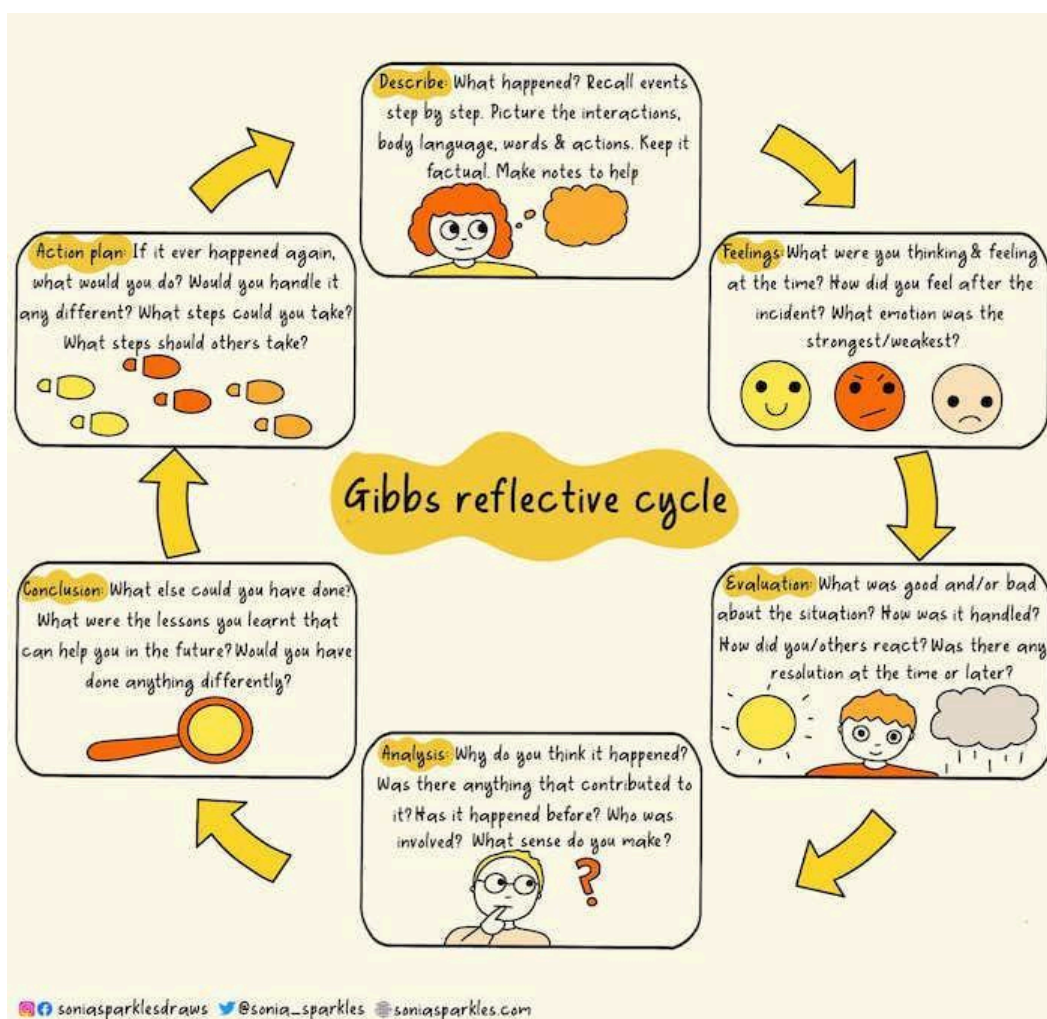 Describe: What happened? Recall events
step by step. Picture the interactions,
body language, words & actions. Keep it
factual. Make notes to help
Feelings: What were you thinking & feeling
at the time? How did you feel after the
incident? What emotion was the
strongest/weakest?
Evaluation: What was good and/or bad
about the situation? How was it handled?
How did you/others react? Was there any
resolution at the time or later?
Analysis: Why do you think it happened?
Was there anything that contributed to
it? Has it happened before? Who was
involved? What sense do you make?
Conclusion: What else could you have done?
What were the lessons you learnt that
can help you in the future? Would you have
done anything differently?
Action plan: If it ever happened again,
what would you do? Would you handle it
any different? What steps could you take?
What steps should others take?
Gibbs reflective cycle
soniasparklesdraws @sonia_sparkles soniasparkles.com